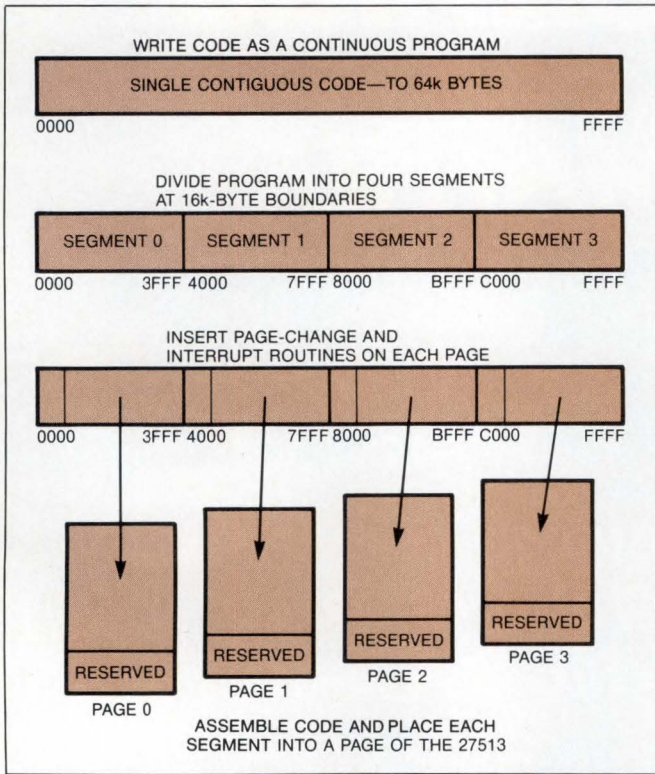 WRITE CODE AS A CONTINUOUS PROGRAM
SINGLE CONTIGUOUS CODE—TO 64k BYTES
0000 FFFF
DIVIDE PROGRAM INTO FOUR SEGMENTS
AT 16k-BYTE BOUNDARIES
SEGMENT 0 SEGMENT 1 SEGMENT 2 SEGMENT 3
0000 3FFF 4000 7FFF 8000 BFFF C000 FFFF
INSERT PAGE-CHANGE AND
INTERRUPT ROUTINES ON EACH PAGE
0000 3FFF 4000 7FFF 8000 BFFF C000 FFFF
RESERVED RESERVED RESERVED RESERVED
PAGE 0 PAGE 1 PAGE 2 PAGE 3
ASSEMBLE CODE AND PLACE EACH
SEGMENT INTO A PAGE OF THE 27513